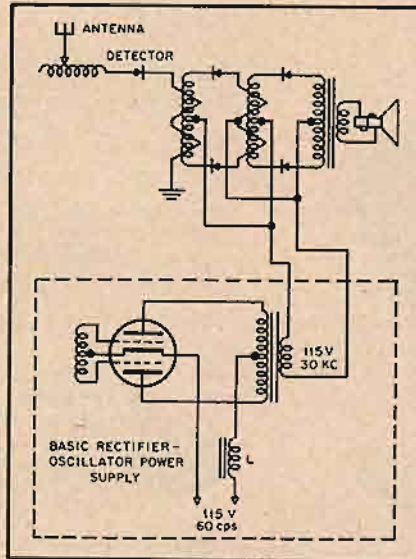 ANTENNA
DETECTOR
115V
30 KC
BASIC RECTIFIER-
OSCILLATOR POWER
SUPPLY
L
115 V
60 cps